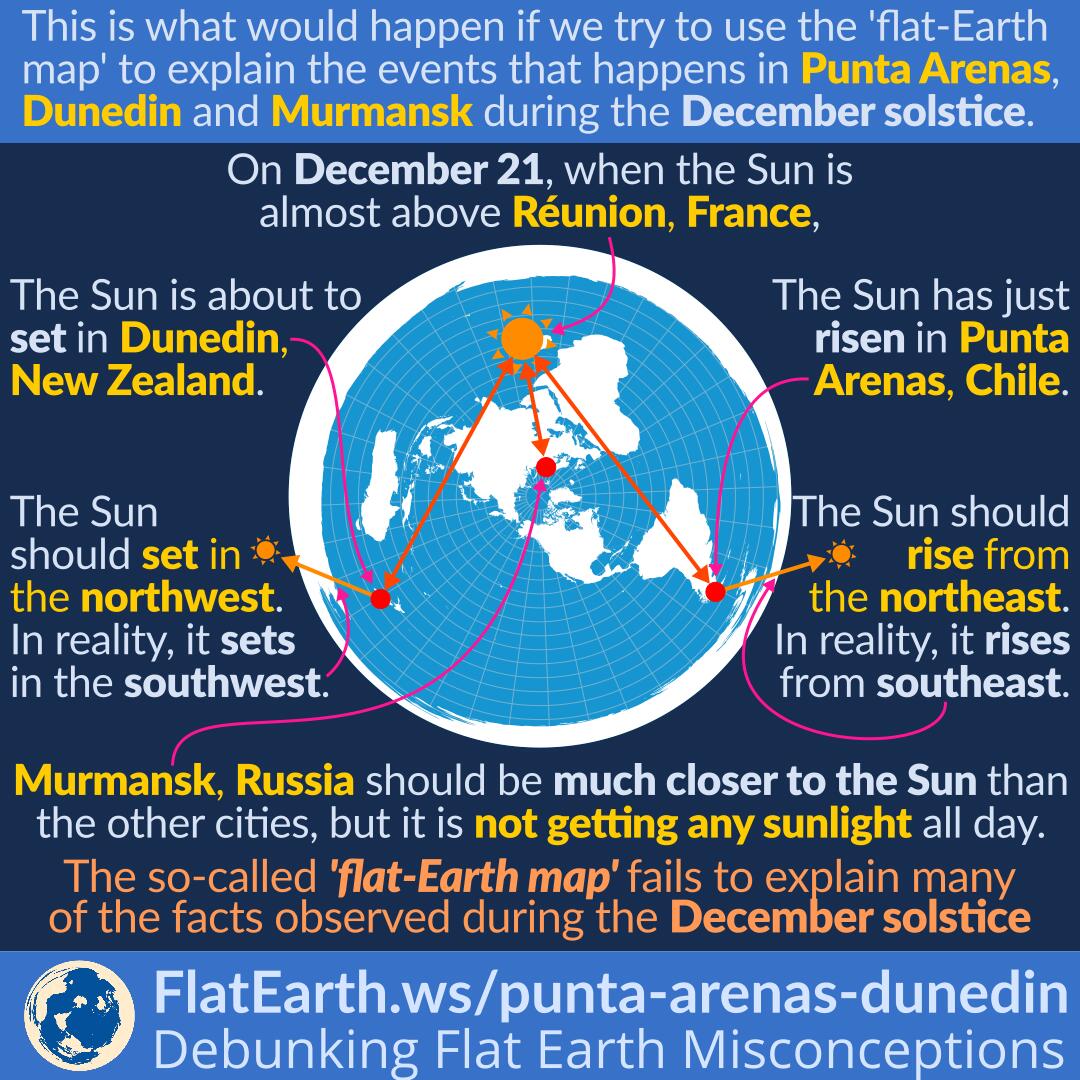 This is what would happen if we try to use the 'flat-Earth
map' to explain the events that happens in Punta Arenas,
Dunedin and Murmansk during the December solstice.
On December 21, when the Sun is
almost above Réunion, France,
The Sun is about to
set in Dunedin,
New Zealand.
The Sun has just
risen in Punta
Arenas, Chile.
The Sun
should set in
the northwest.
In reality, it sets
in the southwest.
The Sun should
rise from
the northeast.
In reality, it rises
from southeast.
Murmansk, Russia should be much closer to the Sun than
the other cities, but it is not getting any sunlight all day.
The so-called 'flat-Earth map' fails to explain many
of the facts observed during the December solstice
FlatEarth.ws/punta-arenas-dunedin
Debunking Flat Earth Misconceptions